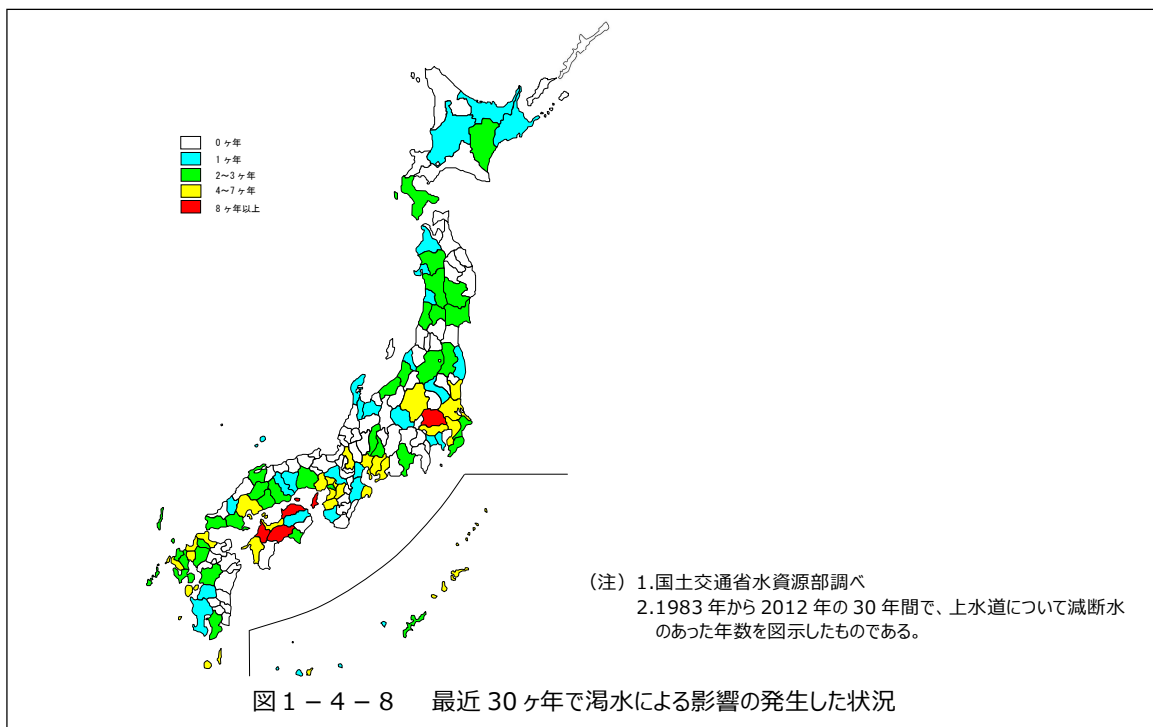 0ヶ年
1ヶ年
2～3ヶ年
4～7ヶ年
8ヶ年以上
（注）1.国土交通省水資源部調べ
2.1983年から2012年の30年間で、上水道について減断水
のあった年数を図示したものである。
図1－4－8　最近30ヶ年で渇水による影響の発生した状況